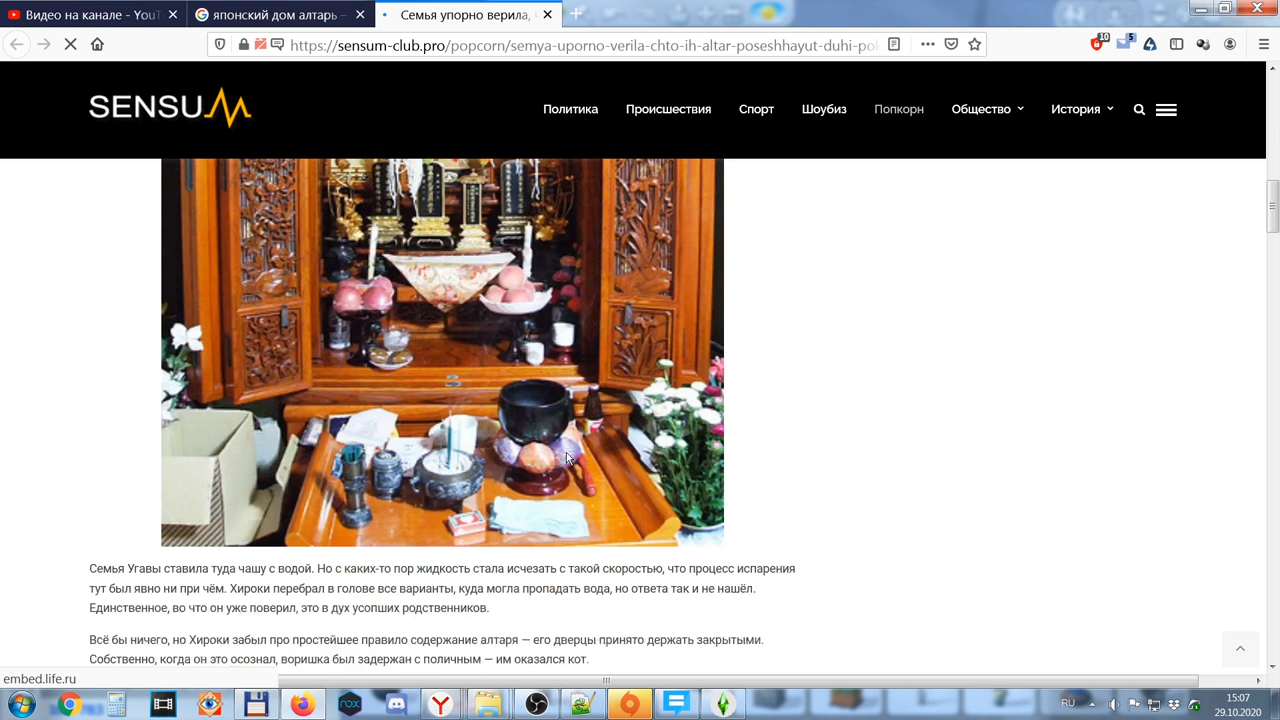 Видео на канале - YouT
японский дом алтарь —
Семья упорно верила, ч
https://sensum-club.pro/popcorn/semya-uporno-verila-chto-ih-altar-poseshhayut-duhi-pok
10
5
SENSUM
Политика
Происшествия
Спорт
Шоубиз
Попкорн
Общество
История
Семья Угавы ставила туда чашу с водой. Но с каких-то пор жидкость стала исчезать с такой скоростью, что процесс испарения
тут был явно ни при чём. Хироки перебрал в голове все варианты, куда могла пропадать вода, но ответа так и не нашёл.
Единственное, во что он уже поверил, это в дух усопших родственников.
Всё бы ничего, но Хироки забыл про простейшее правило содержание алтаря — его дверцы принято держать закрытыми.
Собственно, когда он это осознал, воришка был задержан с поличным — им оказался кот.
embed.life.ru
RU
15:07
29.10.2020